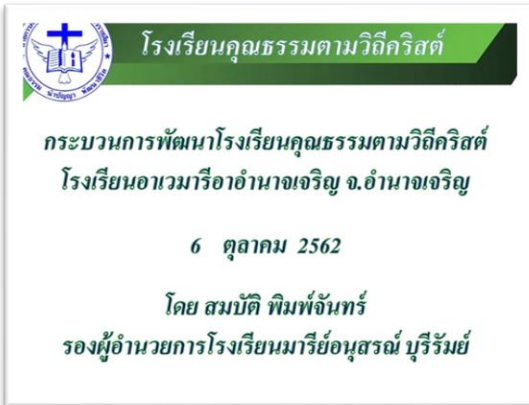 โรงเรียนคุณธรรมตามวิถีคริสต์
กระบวนการพัฒนาโรงเรียนคุณธรรมตามวิถีคริสต์
โรงเรียนอาเวมารีอาอำนาจเจริญ จ.อำนาจเจริญ
6 ตุลาคม 2562
โดย สมบัติ พิมพ์จันทร์
รองผู้อำนวยการโรงเรียนมารีย์อนุสรณ์ บุรีรัมย์